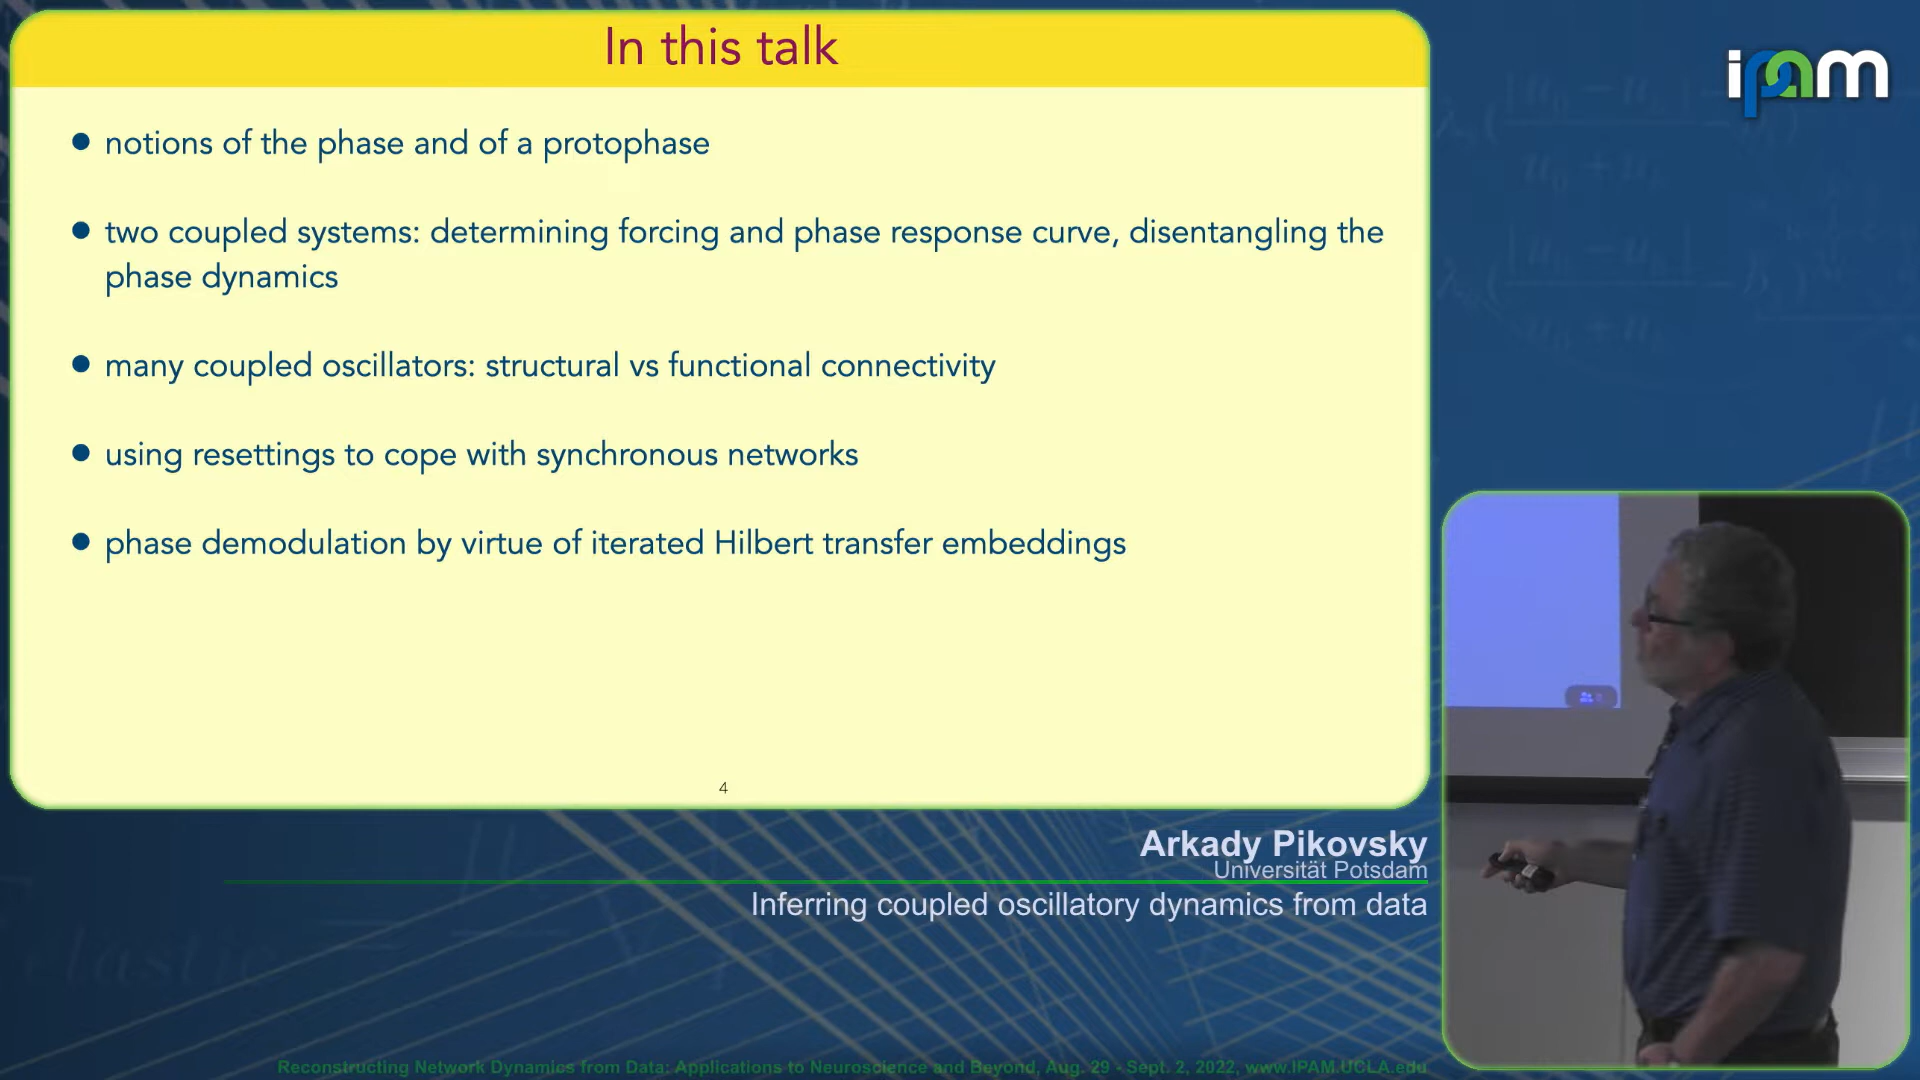 In this talk
ipam
● notions of the phase and of a protophase
● two coupled systems: determining forcing and phase response curve, disentangling the
phase dynamics
● many coupled oscillators: structural vs functional connectivity
● using resettings to cope with synchronous networks
● phase demodulation by virtue of iterated Hilbert transfer embeddings
4
Arkady Pikovsky
Universität Potsdam
Inferring coupled oscillatory dynamics from data
Reconstructing Network Dynamics from Data: Applications to Neuroscience and Beyond, Aug. 29 - Sept. 2, 2022, www.IPAM.UCLA.edu